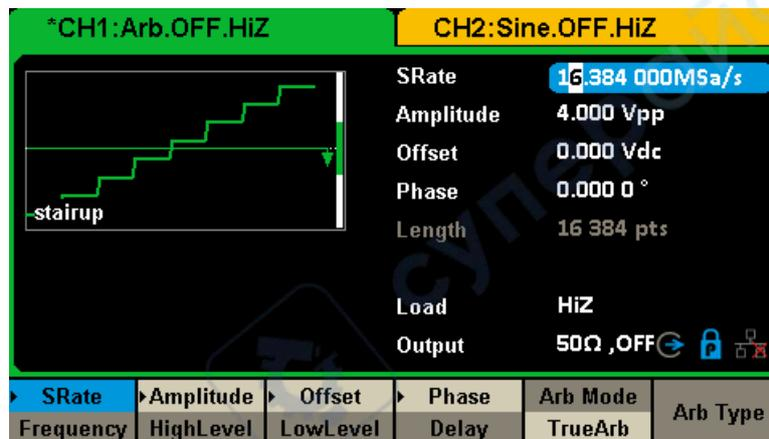 *CH1:Arb.OFF.HiZ CH2:Sine.OFF.HiZ
SRate 16.384 000MSa/s
Amplitude 4.000 Vpp
Offset 0.000 Vdc
Phase 0.000 0 °
stairup
Length 16 384 pts
Load HiZ
Output 50Ω ,OFF P
SRate Amplitude Offset Phase Arb Mode Arb Type
Frequency HighLevel LowLevel Delay TrueArb